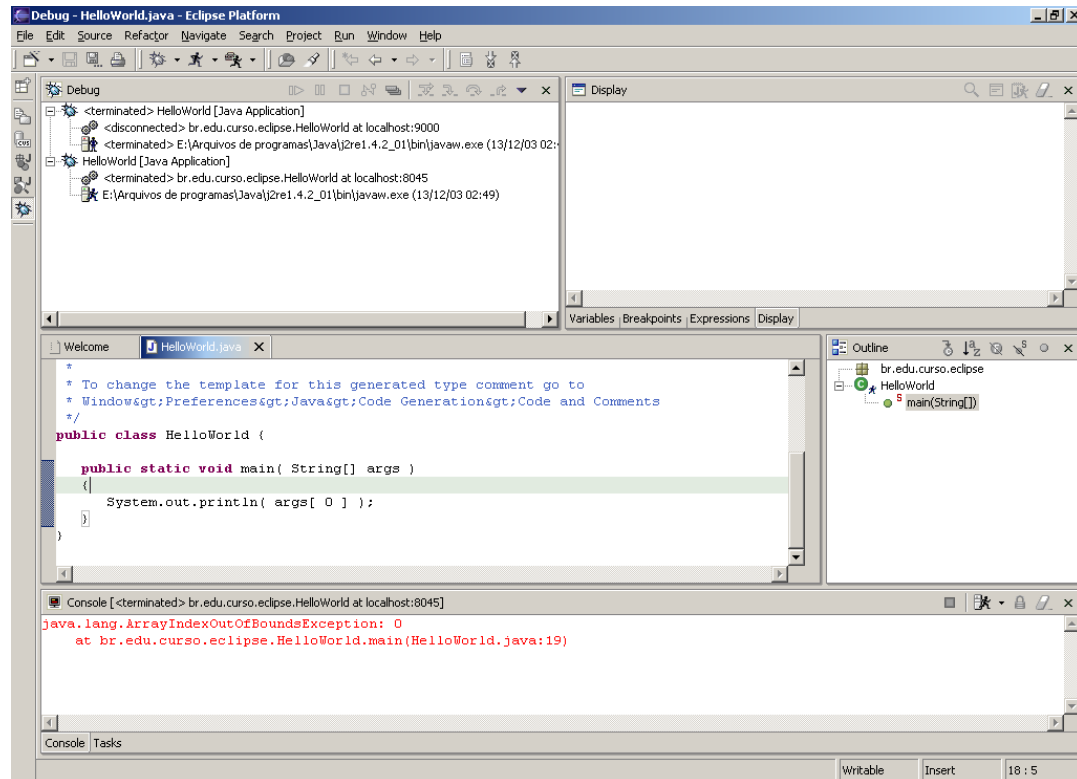 Debug - HelloWorld.java - Eclipse Platform
File Edit Source Refactor Navigate Search Project Run Window Help
Debug
<terminated> HelloWorld [Java Application]
<disconnected> br.edu.curso.eclipse.HelloWorld at localhost:9000
<terminated> E:\Arquivos de programas\Java\j2re1.4.2_01\bin\javaw.exe (13/12/03 02:
HelloWorld [Java Application]
<terminated> br.edu.curso.eclipse.HelloWorld at localhost:8045
E:\Arquivos de programas\Java\j2re1.4.2_01\bin\javaw.exe (13/12/03 02:49)
Display
Variables Breakpoints Expressions Display
Welcome HelloWorld.java
*
* To change the template for this generated type comment go to
* Window&gt;Preferences&gt;Java&gt;Code Generation&gt;Code and Comments
*/
public class HelloWorld {
public static void main( String[] args )
{
System.out.println( args[ 0 ] );
}
}
Outline
br.edu.curso.eclipse
HelloWorld
main(String[])
Console [<terminated> br.edu.curso.eclipse.HelloWorld at localhost:8045]
java.lang.ArrayIndexOutOfBoundsException: 0
at br.edu.curso.eclipse.HelloWorld.main(HelloWorld.java:19)
Console Tasks
Writable Insert 18 : 5